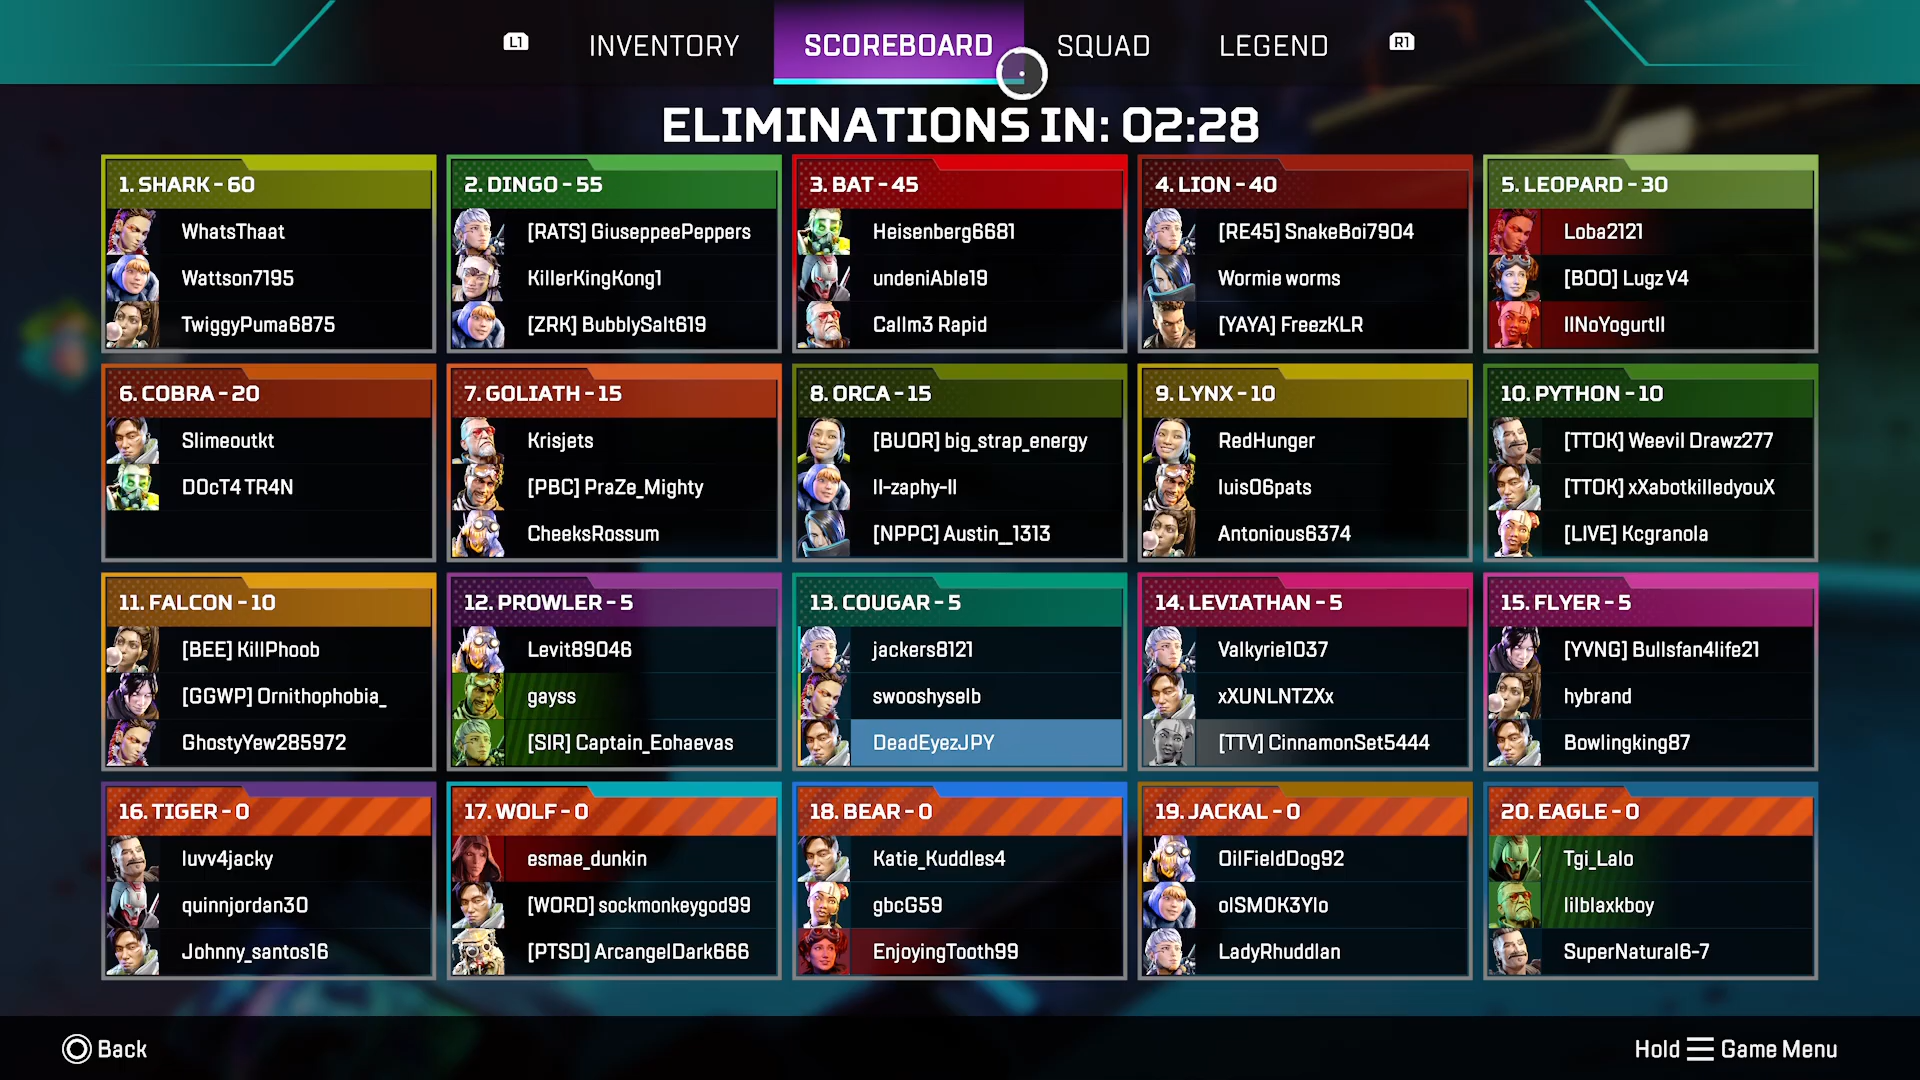 L1 INVENTORY SCOREBOARD SQUAD LEGEND R1
ELIMINATIONS IN: 02:28
1. SHARK - 60
WhatsThaat
Wattson7195
TwiggyPuma6875
2. DINGO - 55
[RATS] GiuseppeePeppers
KillerKingKong1
[ZRK] BubblySalt619
3. BAT - 45
Heisenberg6681
undeniAble19
Callm3 Rapid
4. LION - 40
[RE45] SnakeBoi7904
Wormie worms
[YAYA] FreezKLR
5. LEOPARD - 30
Loba2121
[BOO] Lugz V4
IINoYogurtII
6. COBRA - 20
Slimeoutkt
D0cT4 TR4N
7. GOLIATH - 15
Krisjets
[PBC] PraZe_Mighty
CheeksRossum
8. ORCA - 15
[BUOR] big_strap_energy
II-zaphy-II
[NPPC] Austin__1313
9. LYNX - 10
RedHunger
luis06pats
Antonious6374
10. PYTHON - 10
[TTOK] Weevil Drawz277
[TTOK] xXabotkilledyouX
[LIVE] Kcgranola
11. FALCON - 10
[BEE] KillPhoob
[GGWP] Ornithophobia_
GhostyYew285972
12. PROWLER - 5
Levit89046
gayss
[SIR] Captain_Eohaevas
13. COUGAR - 5
jackers8121
swooshyselb
DeadEyezJPY
14. LEVIATHAN - 5
Valkyrie1037
xXUNLNTZXx
[TTV] CinnamonSet5444
15. FLYER - 5
[YVNG] Bullsfan4life21
hybrand
Bowlingking87
16. TIGER - 0
luvv4jacky
quinnjordan30
Johnny_santos16
17. WOLF - 0
esmae_dunkin
[WORD] sockmonkeygod99
[PTSD] ArcangelDark666
18. BEAR - 0
Katie_Kuddles4
gbcG59
EnjoyingTooth99
19. JACKAL - 0
OilFieldDog92
olSMOK3Ylo
LadyRhuddlan
20. EAGLE - 0
Tgi_Lalo
lilblaxkboy
SuperNatural6-7
Back
Hold Game Menu